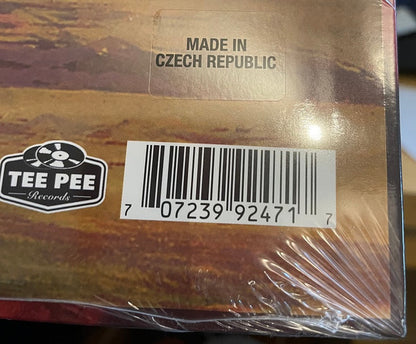 MADE IN
CZECH REPUBLIC
TEE PEE
Records
7 07239 92471 7